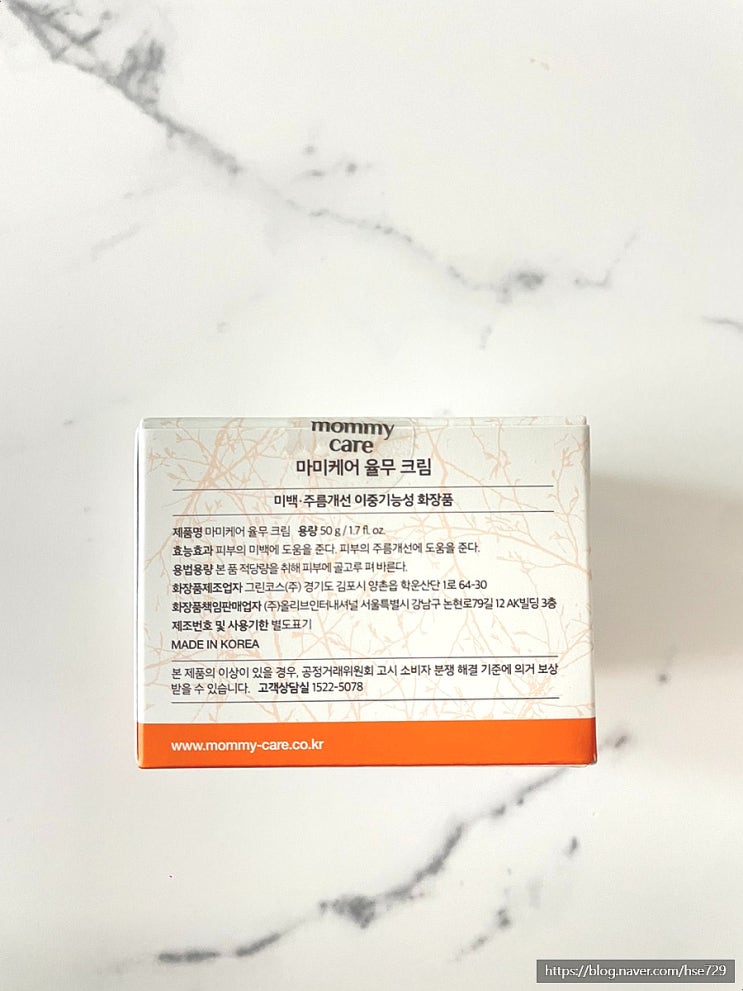 mommy
care
마미케어 율무 크림
미백·주름개선 이중기능성 화장품
제품명 마미케어 율무 크림 용량 50 g / 1.7 fl. oz.
효능효과 피부의 미백에 도움을 준다. 피부의 주름개선에 도움을 준다.
용법용량 본 품 적당량을 취해 피부에 골고루 펴 바른다.
화장품제조업자 그린코스(주) 경기도 김포시 양촌읍 학운산단 1로 64-30
화장품책임판매업자 (주)올리브인터내셔널 서울특별시 강남구 논현로79길 12 AK빌딩 3층
제조번호 및 사용기한 별도표기
MADE IN KOREA
본 제품의 이상이 있을 경우, 공정거래위원회 고시 소비자 분쟁 해결 기준에 의거 보상
받을 수 있습니다. 고객상담실 1522-5078
www.mommy-care.co.kr
https://blog.naver.com/hse729